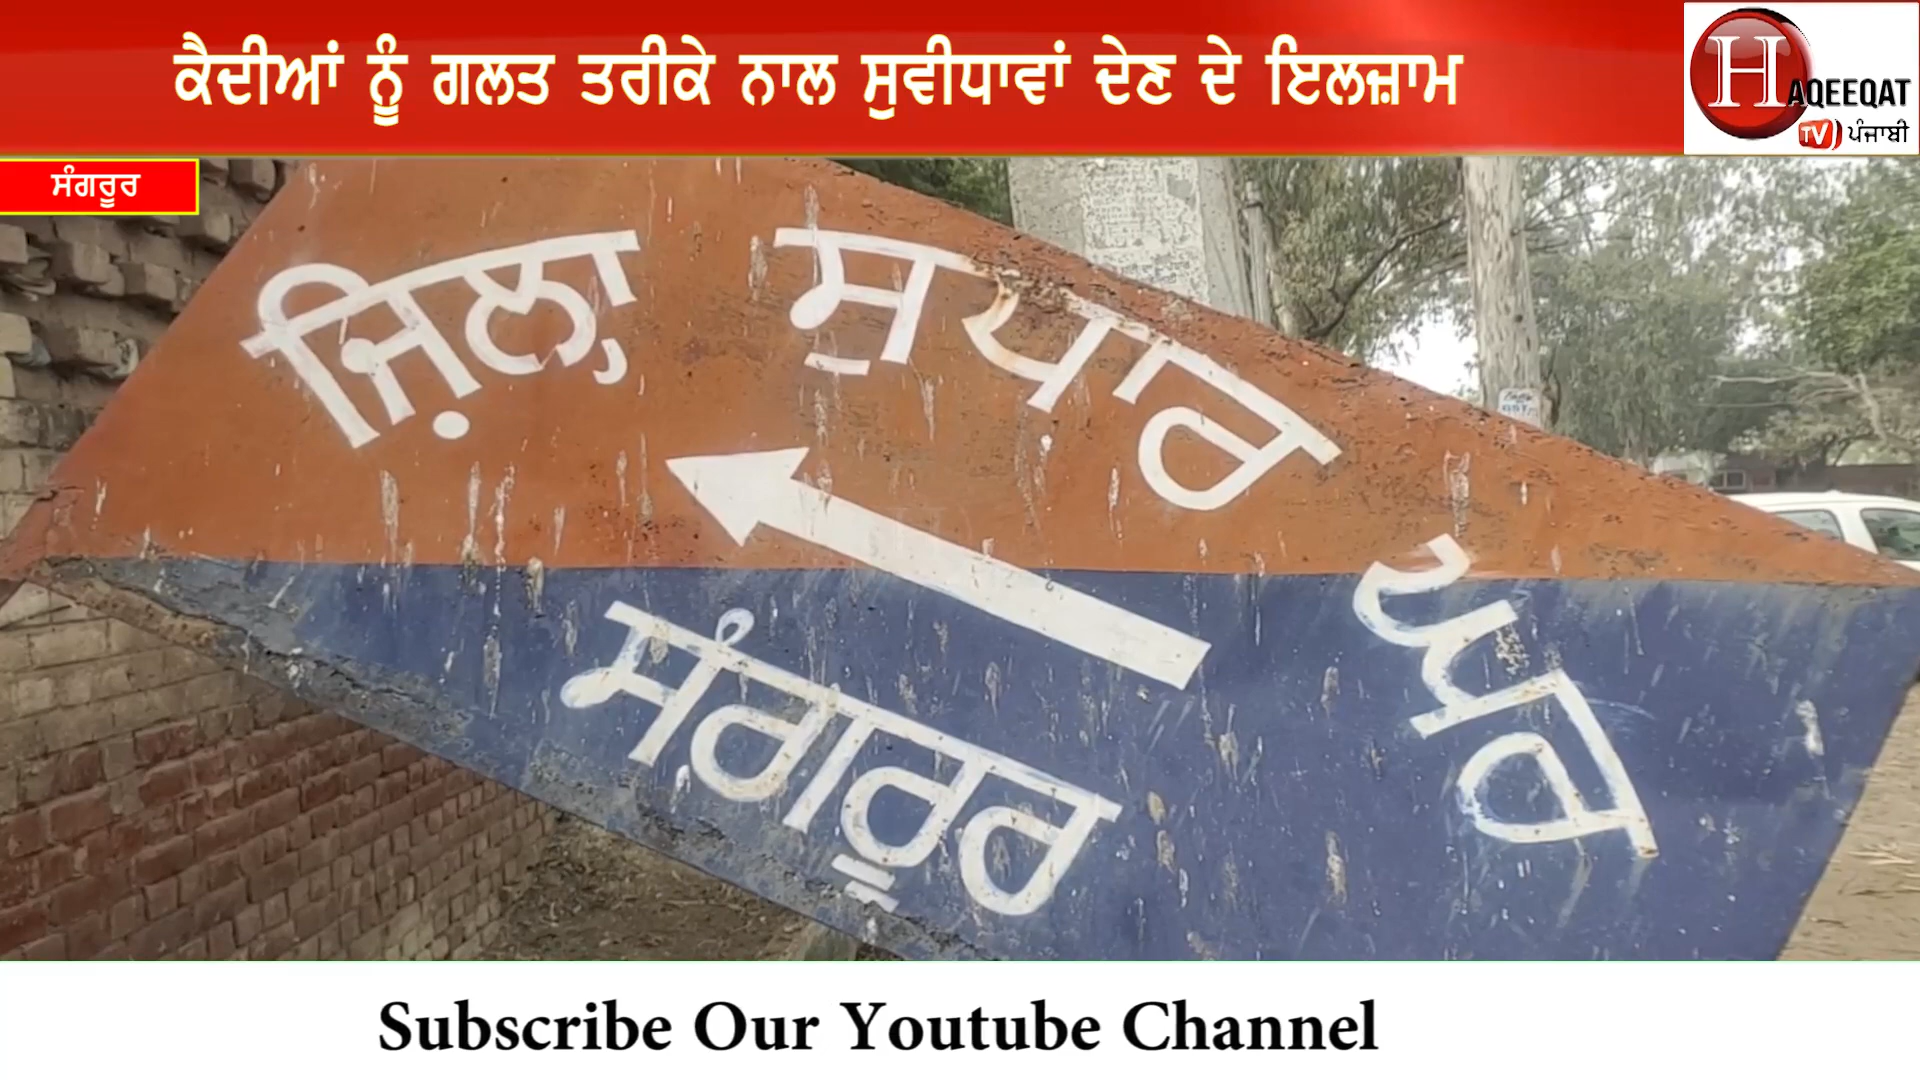 ਕੈਦੀਆਂ ਨੂੰ ਗਲਤ ਤਰੀਕੇ ਨਾਲ ਸੁਵੀਧਾਵਾਂ ਦੇਣ ਦੇ ਇਲਜ਼ਾਮ
HAQEEQAT
TV ਪੰਜਾਬੀ
ਸੰਗਰੂਰ
ਜ਼ਿਲ੍ਹਾ ਸੁਧਾਰ
ਘਰ
ਸੰਗਰੂਰ
Subscribe Our Youtube Channel